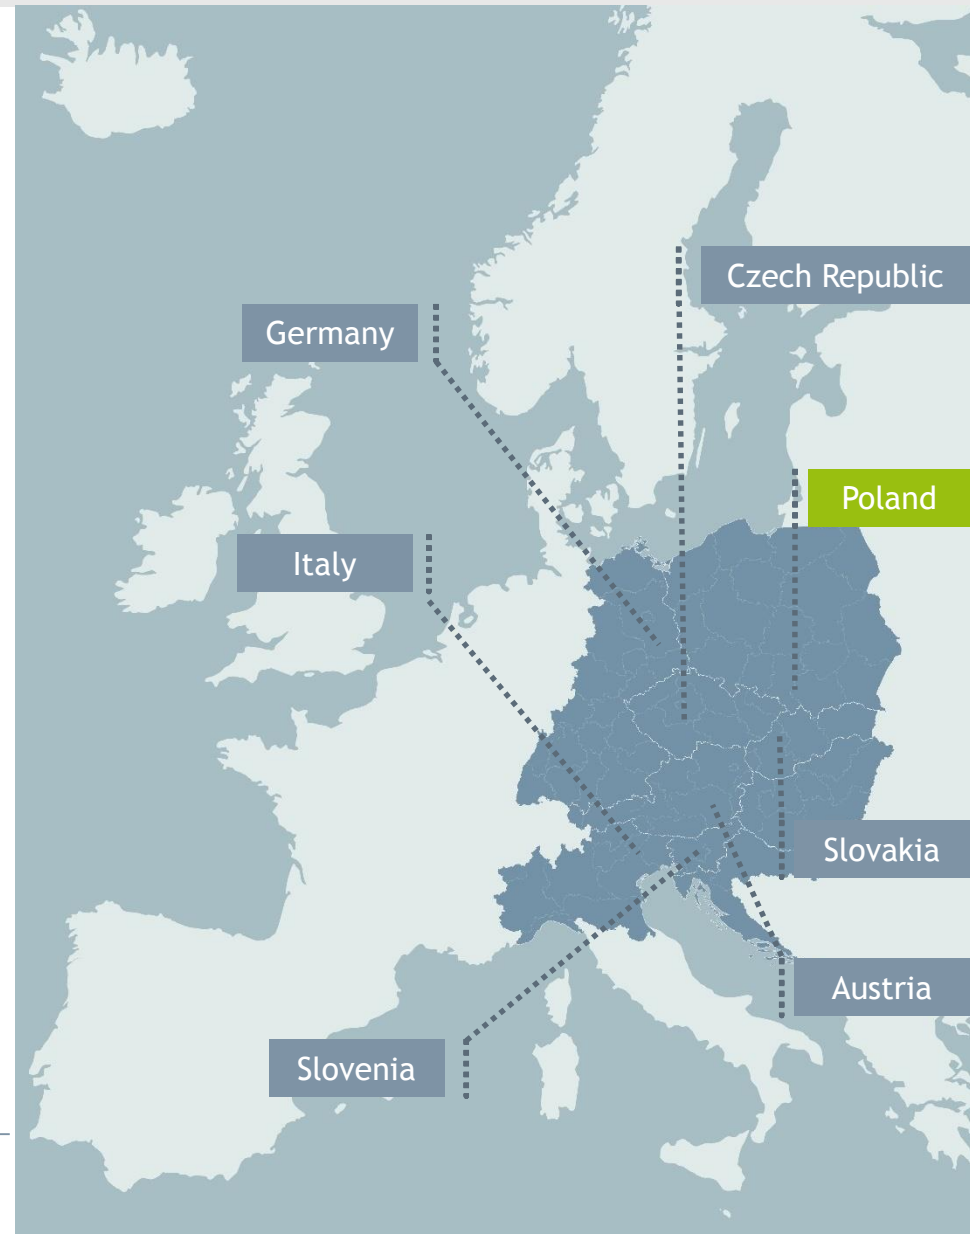 Czech Republic
Germany
Poland
Italy
Slovakia
Austria
Slovenia